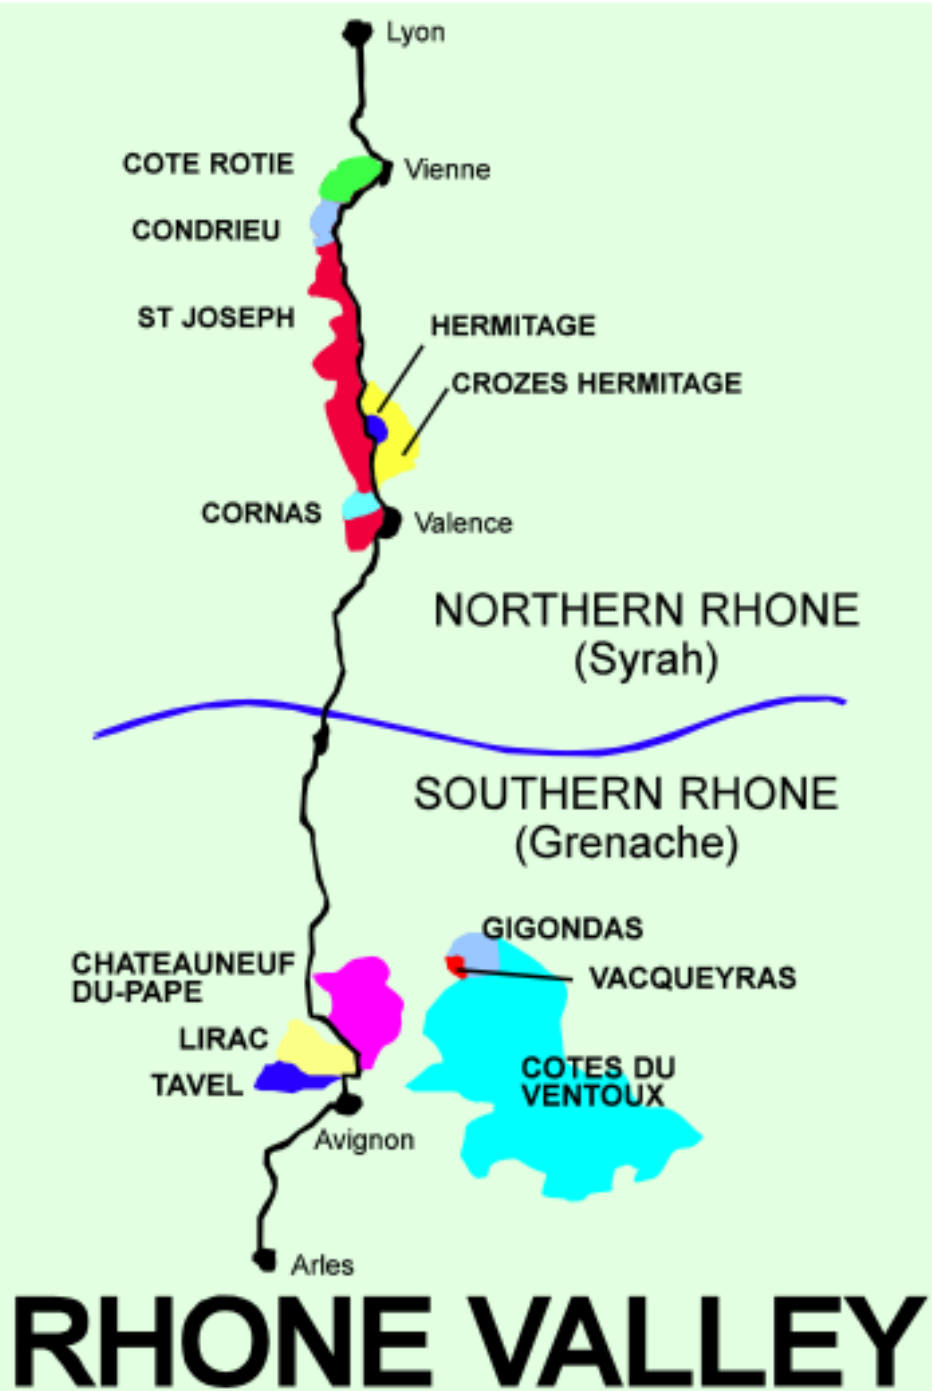 Lyon
COTE ROTIE
Vienne
CONDRIEU
ST JOSEPH
HERMITAGE
CROZES HERMITAGE
CORNAS
Valence
NORTHERN RHONE
(Syrah)
SOUTHERN RHONE
(Grenache)
GIGONDAS
CHATEAUNEUF
DU-PAPE
VACQUEYRAS
LIRAC
TAVEL
COTES DU
VENTOUX
Avignon
Arles
RHONE VALLEY